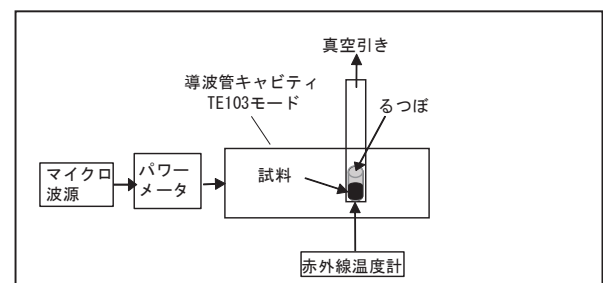 真空引き
導波管キャビティ
TE103モード
るつぼ
マイクロ
波源
パワー
メータ
試料
赤外線温度計